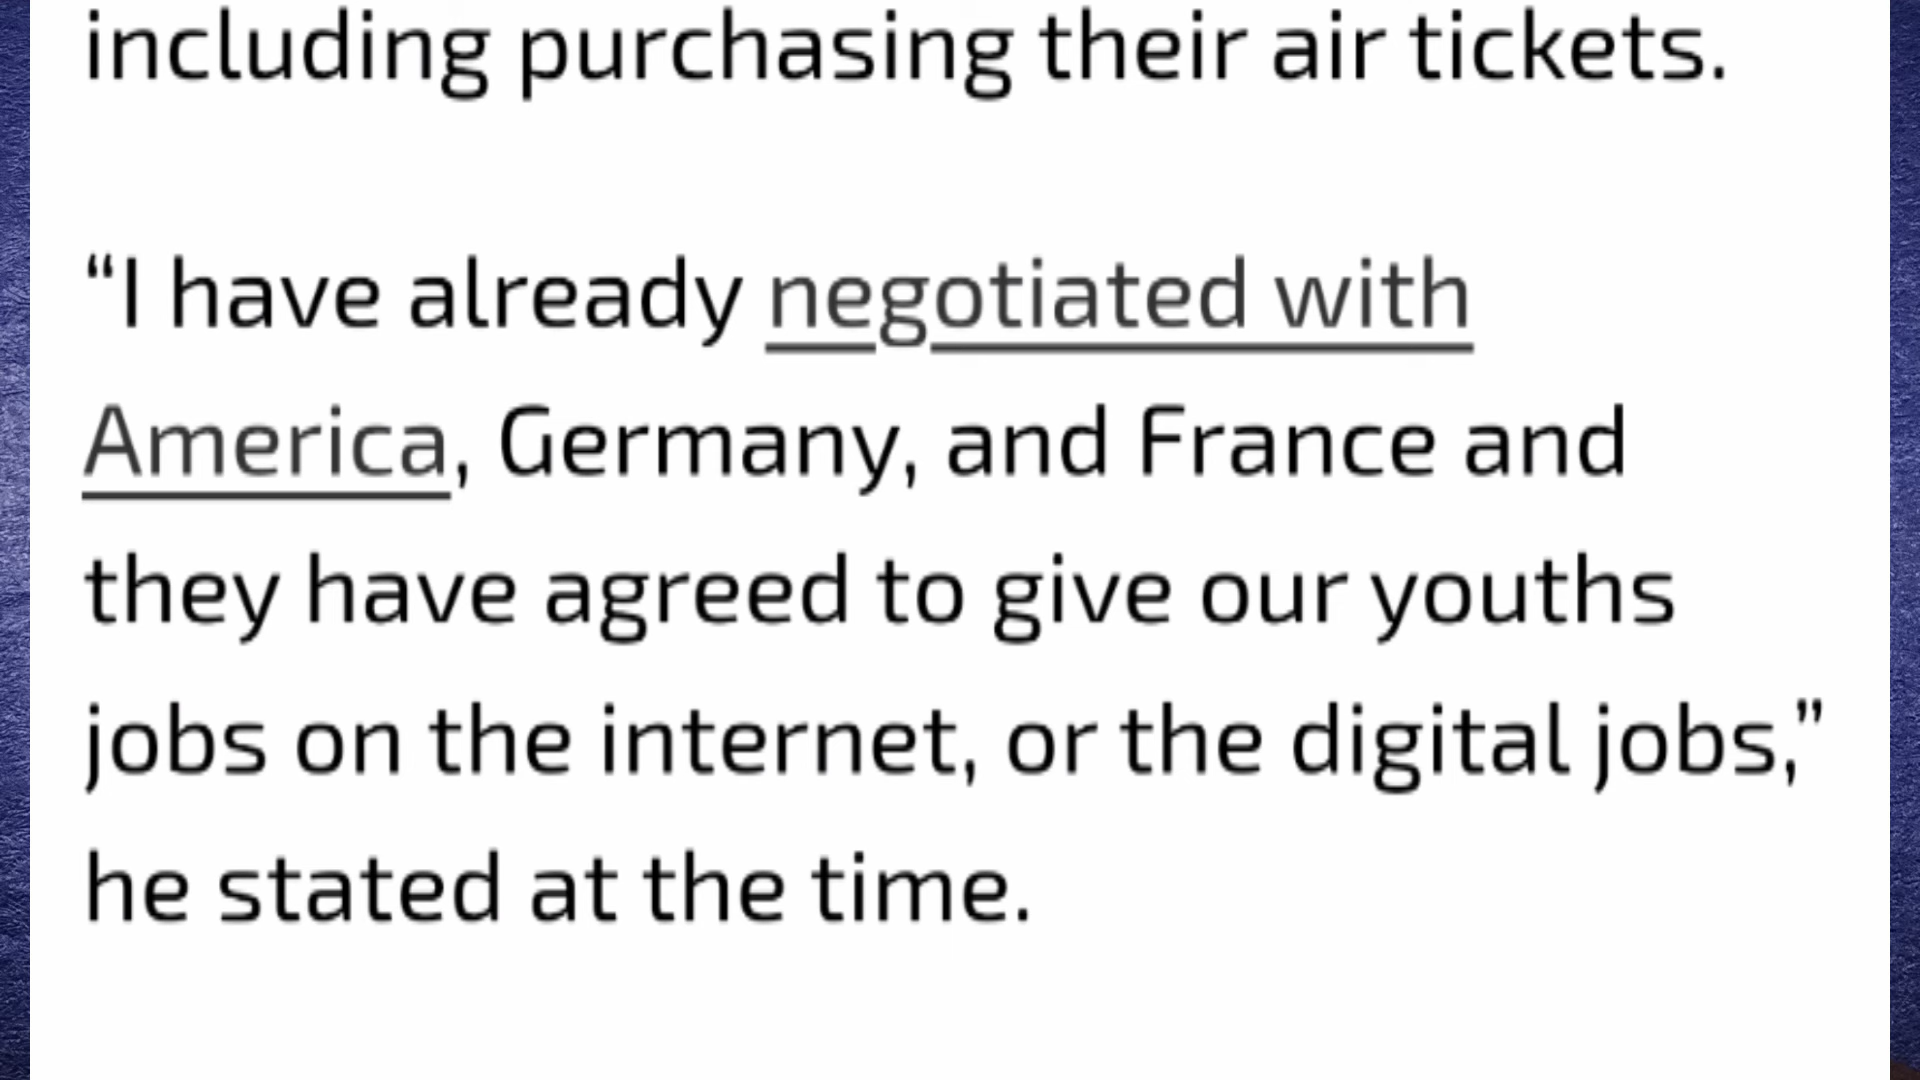 including purchasing their air tickets.
“I have already negotiated with
America, Germany, and France and
they have agreed to give our youths
jobs on the internet, or the digital jobs,”
he stated at the time.